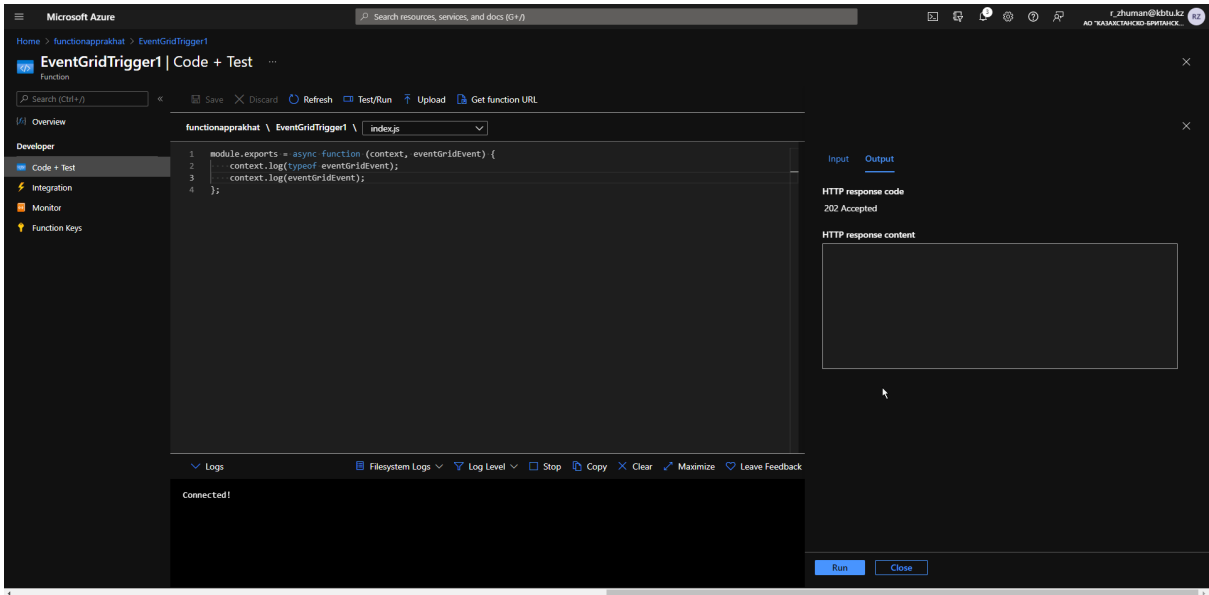 Microsoft Azure
Search resources, services, and docs (G+/)
3
r_zhuman@kbtu.kz
АО "КАЗАХСТАНСКО-БРИТАНСК...
RZ
Home > functionapprakhat > EventGridTrigger1
EventGridTrigger1 | Code + Test ...
Function
Search (Ctrl+/)
«
Save Discard Refresh Test/Run Upload Get function URL
Overview
Developer
Code + Test
Integration
Monitor
Function Keys
functionapprakhat \ EventGridTrigger1 \ index.js
1 module.exports = async function (context, eventGridEvent) {
2 context.log(typeof eventGridEvent);
3 context.log(eventGridEvent);
4 };
Logs Filesystem Logs Log Level Stop Copy Clear Maximize Leave Feedback
Connected!
Input Output
HTTP response code
202 Accepted
HTTP response content
Run Close